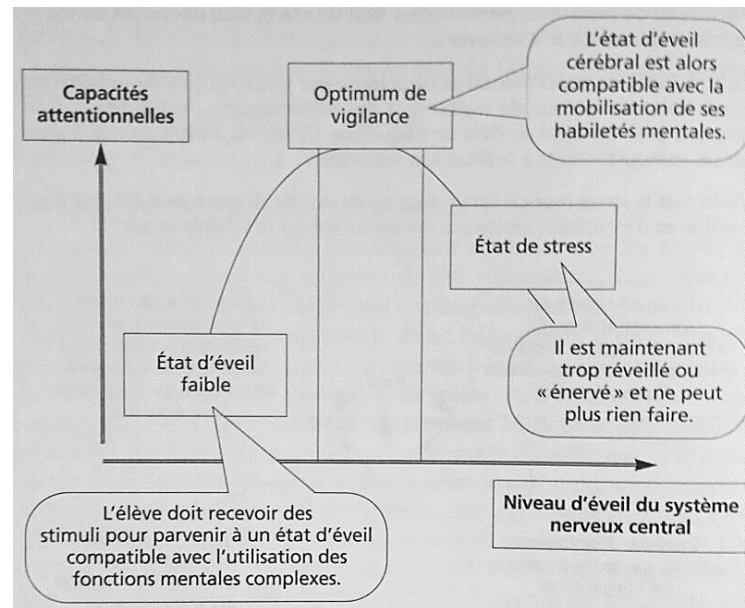 L'état d'éveil
cérébral est alors
compatible avec la
mobilisation de ses
habiletés mentales.
Capacités
attentionnelles
Optimum de
vigilance
État de stress
Il est maintenant
trop réveillé ou
«énervé» et ne peut
plus rien faire.
État d'éveil
faible
L'élève doit recevoir des
stimuli pour parvenir à un état d'éveil
compatible avec l'utilisation des
fonctions mentales complexes.
Niveau d'éveil du système
nerveux central